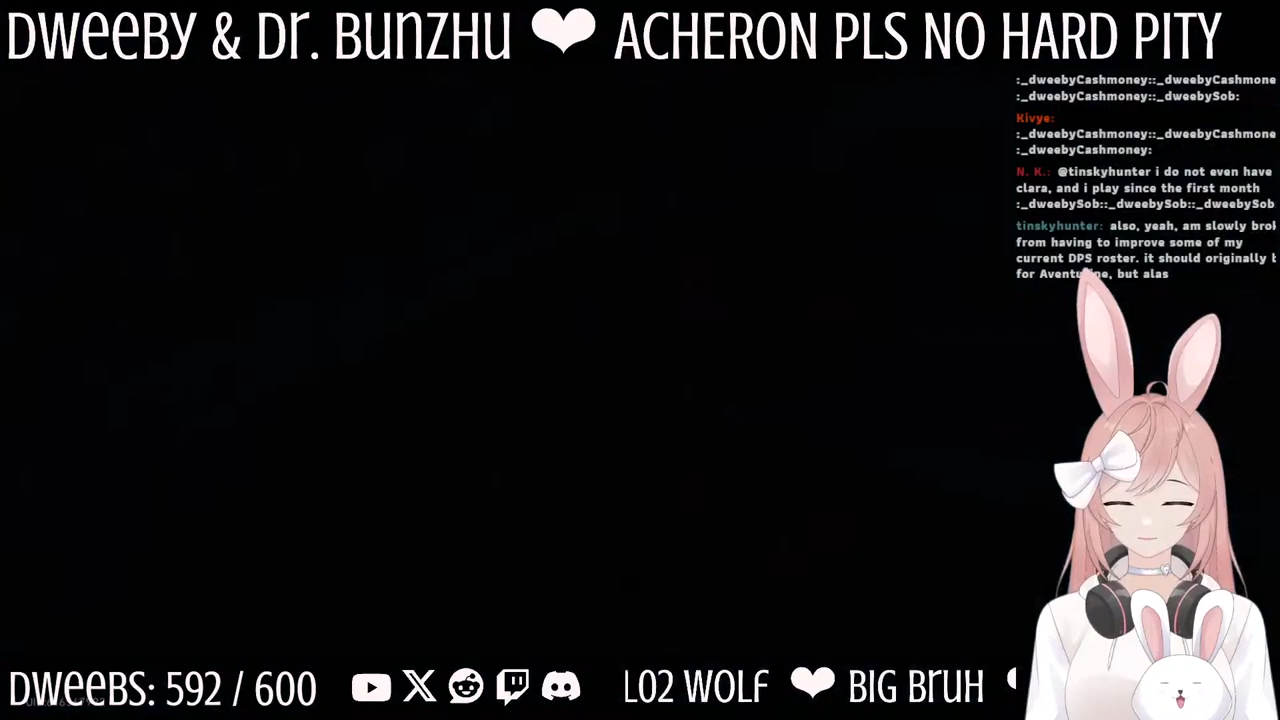 Dweeby & Dr. Bunzhu ❤ ACHERON PLS NO HARD PITY
:_dweebyCashmoney::_dweebyCashmone
:_dweebyCashmoney::_dweebySob:
Kivye:
:_dweebyCashmoney::_dweebyCashmone
:_dweebyCashmoney:
N. K.: @tinskyhunter i do not even have
clara, and i play since the first month
:_dweebySob::_dweebySob::_dweebySob
tinskyhunter: also, yeah, am slowly
from having to improve some of my
current DPS roster. it should originally
for Aventurine, but alas
Dweebs: 592 / 600 LO2 WOLF ❤ BIG BRUH